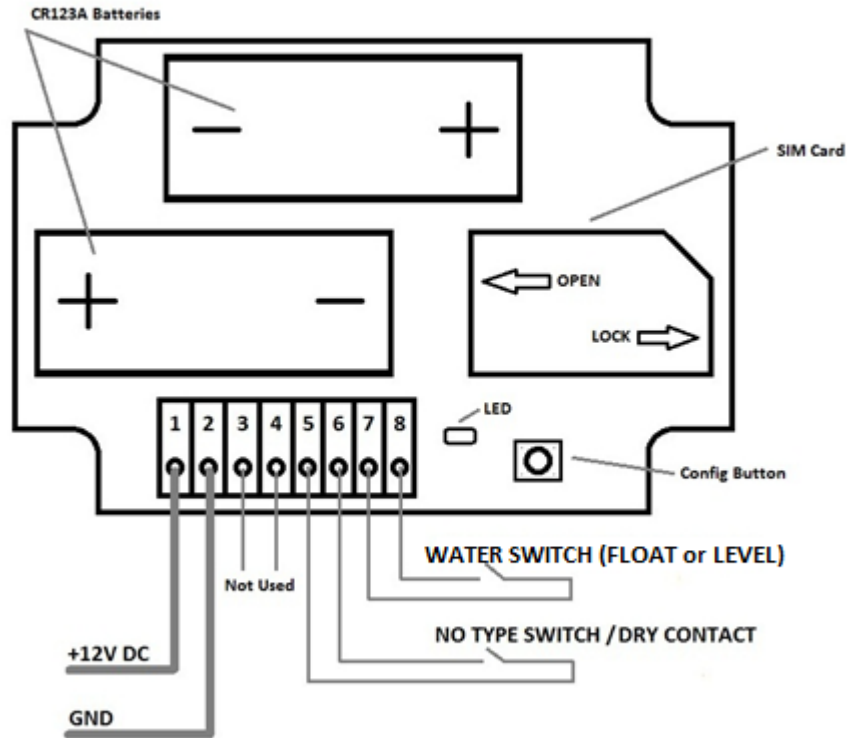 CR123A Batteries
SIM Card
OPEN
LOCK
1 2 3 4 5 6 7 8
LED
Config Button
WATER SWITCH (FLOAT or LEVEL)
Not Used
NO TYPE SWITCH /DRY CONTACT
+12V DC
GND